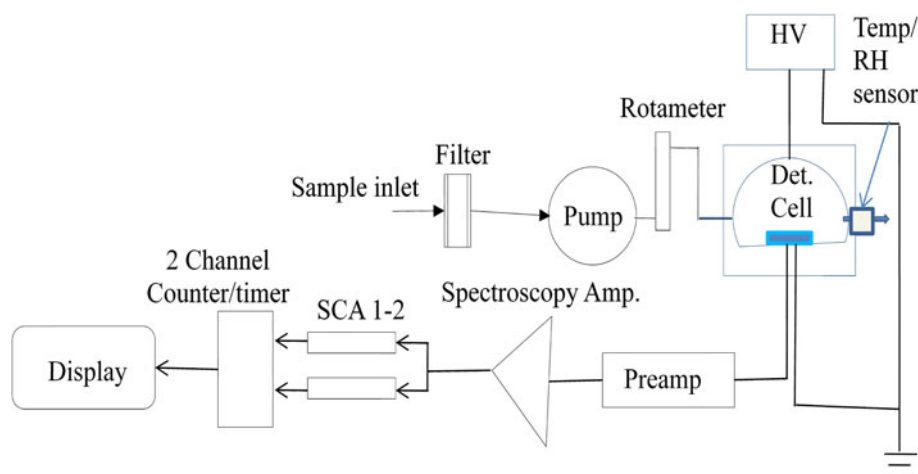 HV
Temp/
RH
sensor
Rotameter
Filter
Sample inlet
Pump
Det.
Cell
2 Channel
Counter/timer
SCA 1-2
Spectroscopy Amp.
Display
Preamp